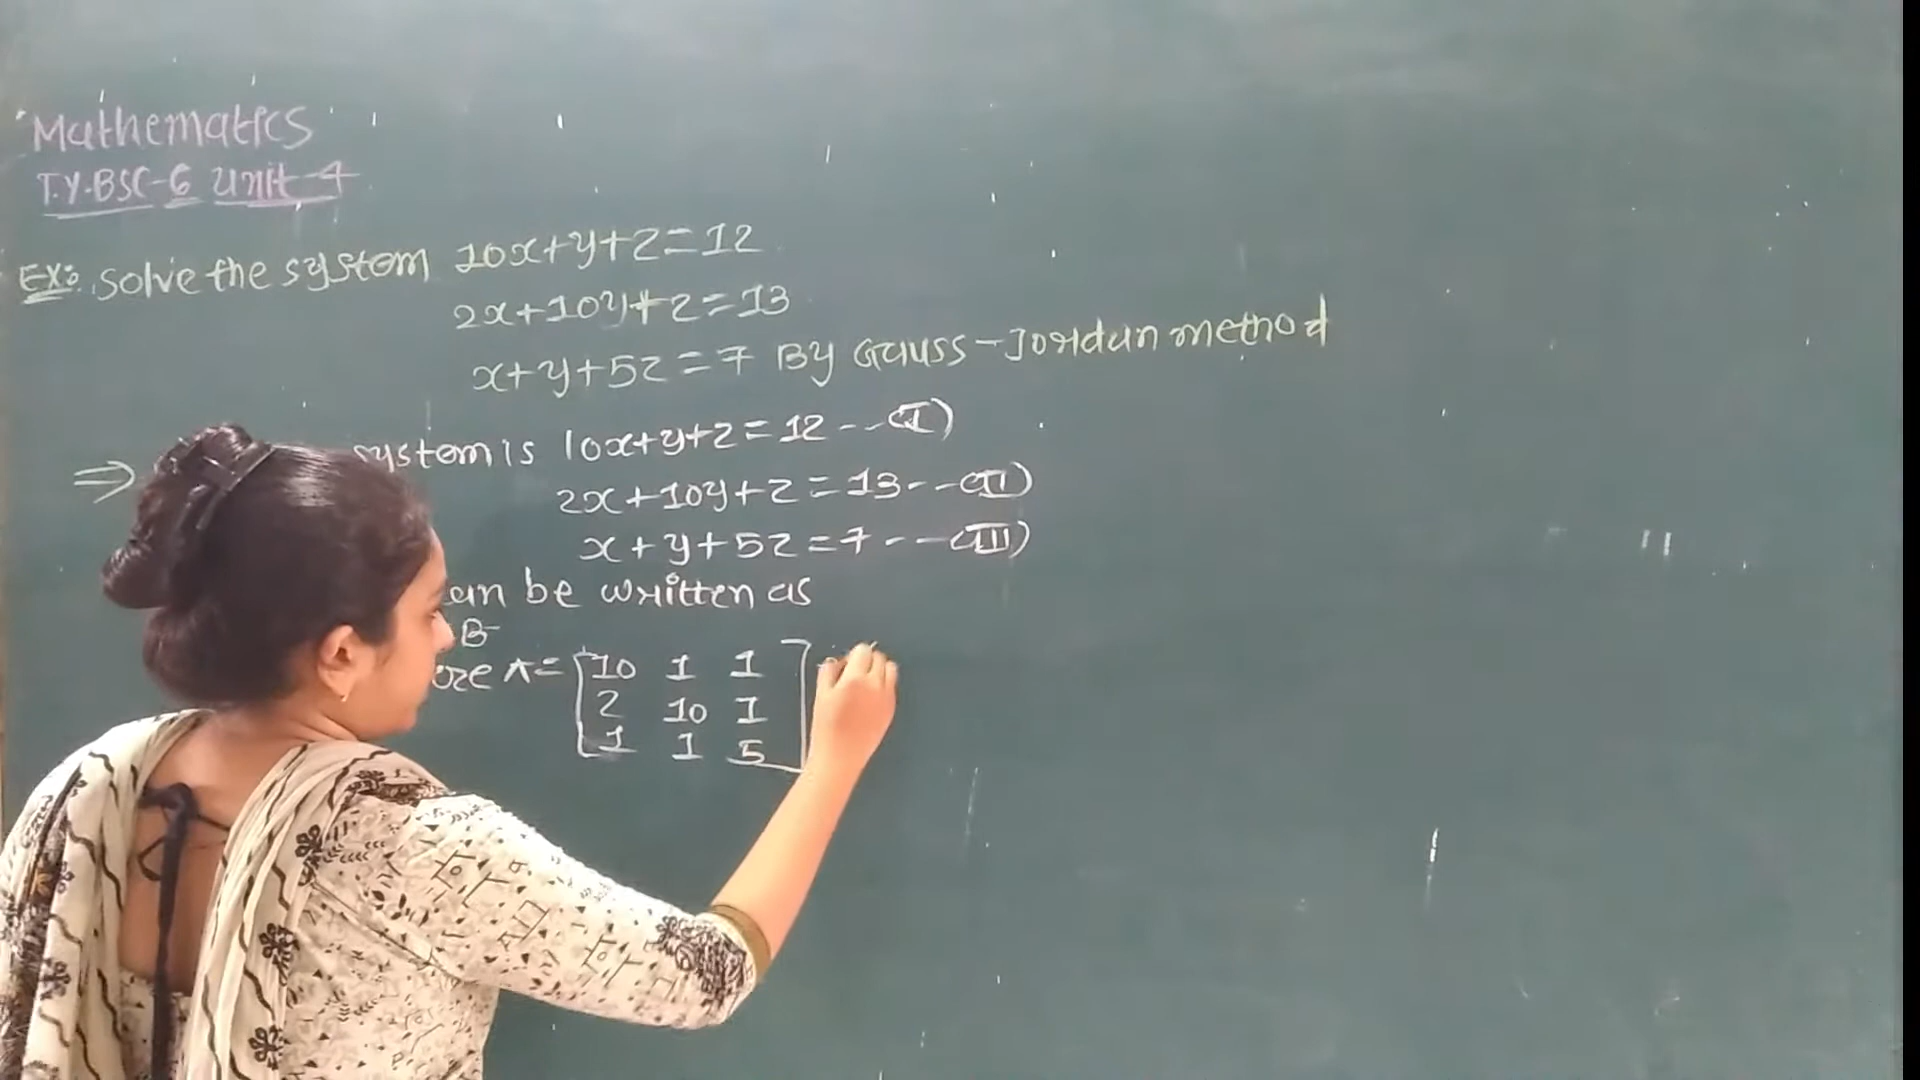 Mathematics
T.Y.BSC-6 Unit-4
EX:. Solve the system 10x+y+z=12
2x+10y+z=13
x+y+5z=7 By Gauss-Jordan method
⇒ system is 10x+y+z=12--(I)
2x+10y+z=13--(II)
x+y+5z=7--(III)
can be written as
B
A= [10 1 1
2 10 1
1 1 5]